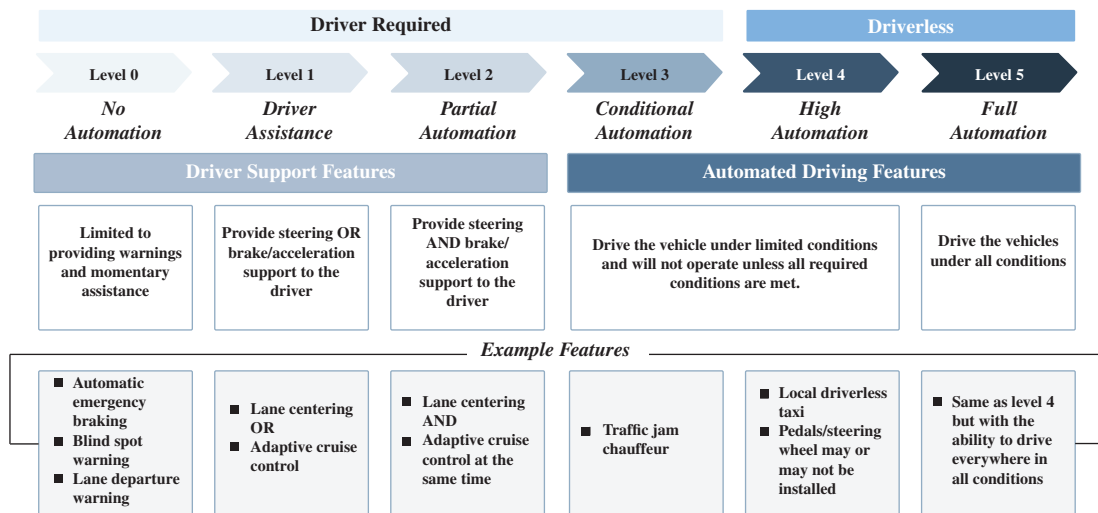 Driver Required
Driverless
Level 0
Level 1
Level 2
Level 3
Level 4
Level 5
No
Automation
Driver
Assistance
Partial
Automation
Conditional
Automation
High
Automation
Full
Automation
Driver Support Features
Automated Driving Features
Limited to
providing warnings
and momentary
assistance
Provide steering OR
brake/acceleration
support to the
driver
Provide steering
AND brake/
acceleration
support to the
driver
Drive the vehicle under limited conditions
and will not operate unless all required
conditions are met.
Drive the vehicles
under all conditions
Example Features
■ Automatic
emergency
braking
■ Blind spot
warning
■ Lane departure
warning
■ Lane centering
OR
■ Adaptive cruise
control
■ Lane centering
AND
■ Adaptive cruise
control at the
same time
■ Traffic jam
chauffeur
■ Local driverless
taxi
■ Pedals/steering
wheel may or
may not be
installed
■ Same as level 4
but with the
ability to drive
everywhere in
all conditions